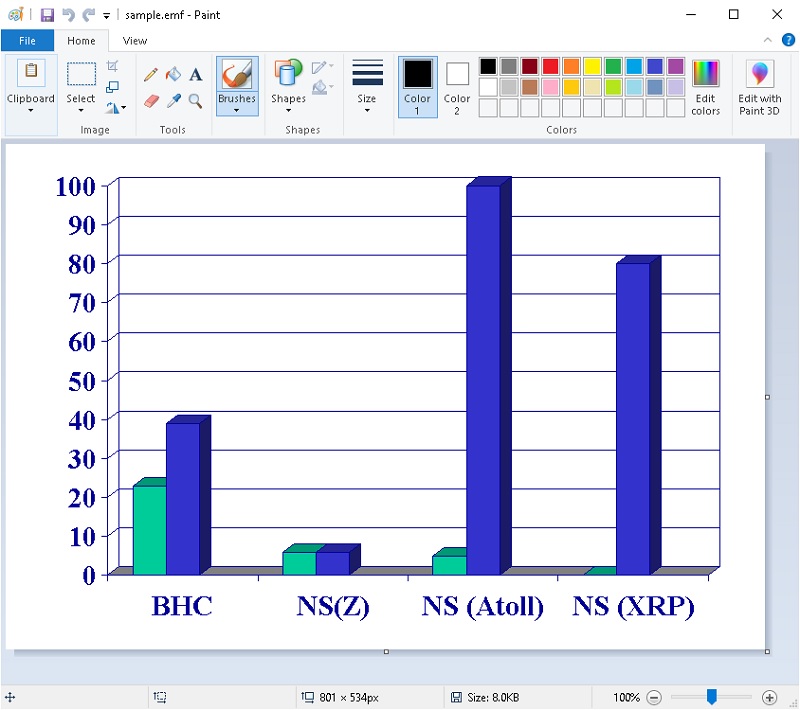 sample.emf - Paint
File Home View
Clipboard
Select
Image
A
Tools
Brushes
Shapes
Shapes
Size
Color
1
Color
2
Colors
Edit
colors
Edit with
Paint 3D
100
90
80
70
60
50
40
30
20
10
0
BHC NS(Z) NS (Atoll) NS (XRP)
801 × 534px Size: 8.0KB 100%